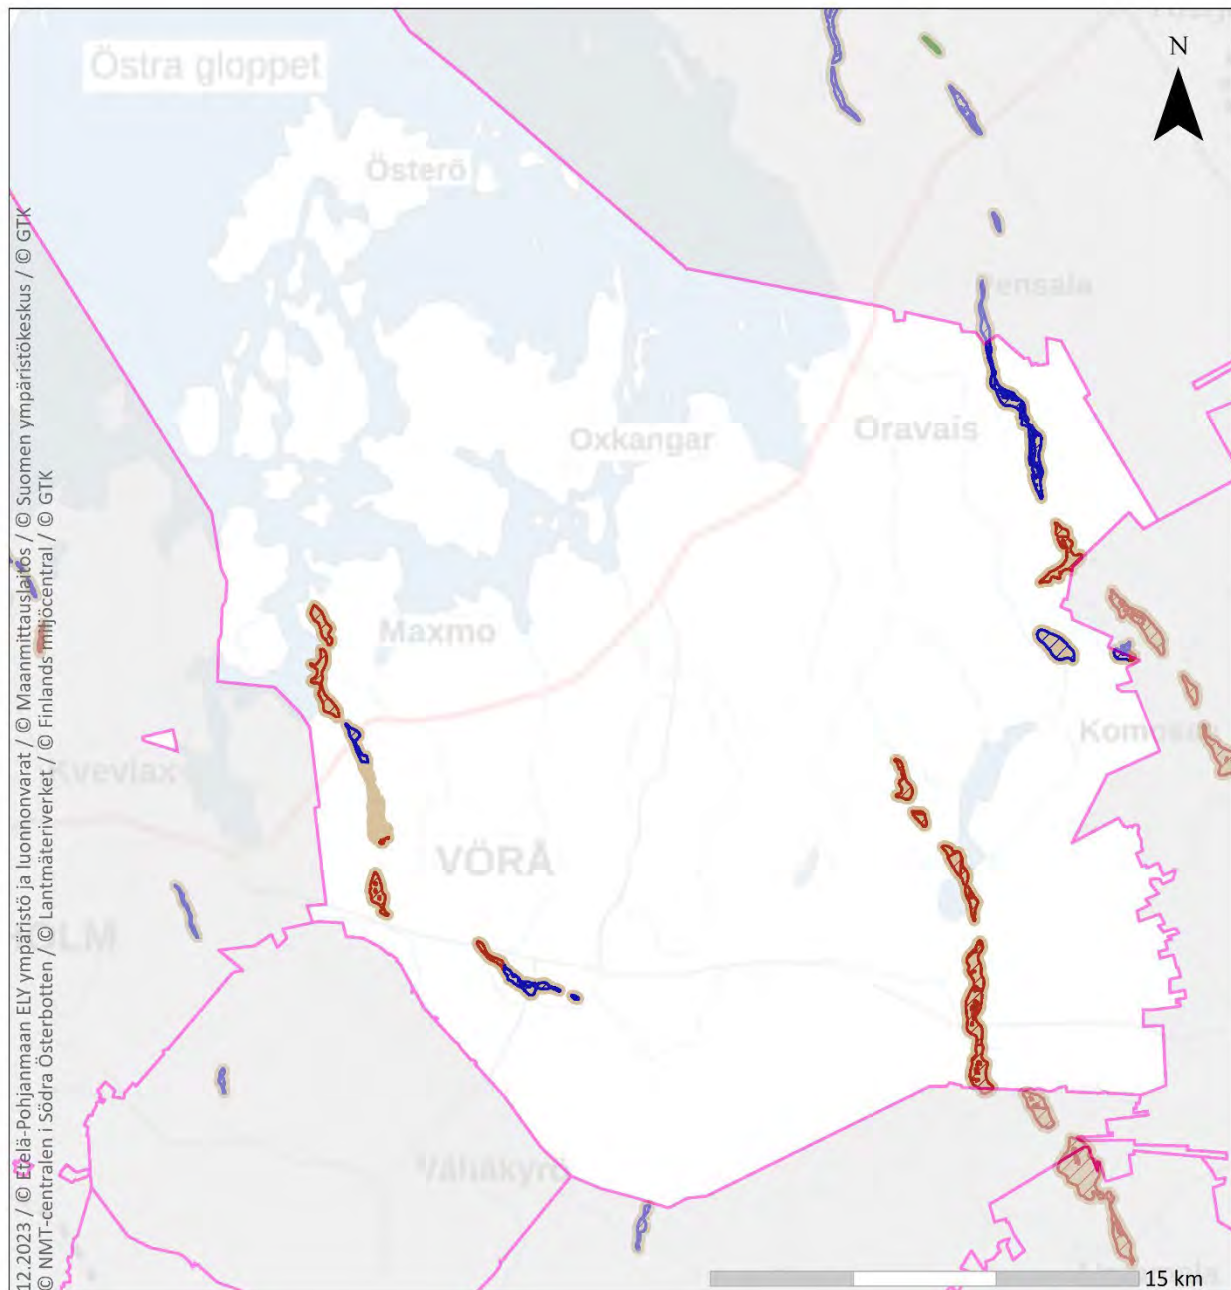 Östra gloppet
N
Österö
Oxkangar
Oravais
Maxmo
Kvevlax
VÖRÅ
15 km
12.2023 / © Etelä-Pohjanmaan ELY ympäristö ja luonnonvarat / © Maanmittauslaitos / © Suomen ympäristökeskus / © GTK
© NMT-centralen i Södra Österbotten / © Lantmäteriverket / © Finlands miljöcentral / © GTK